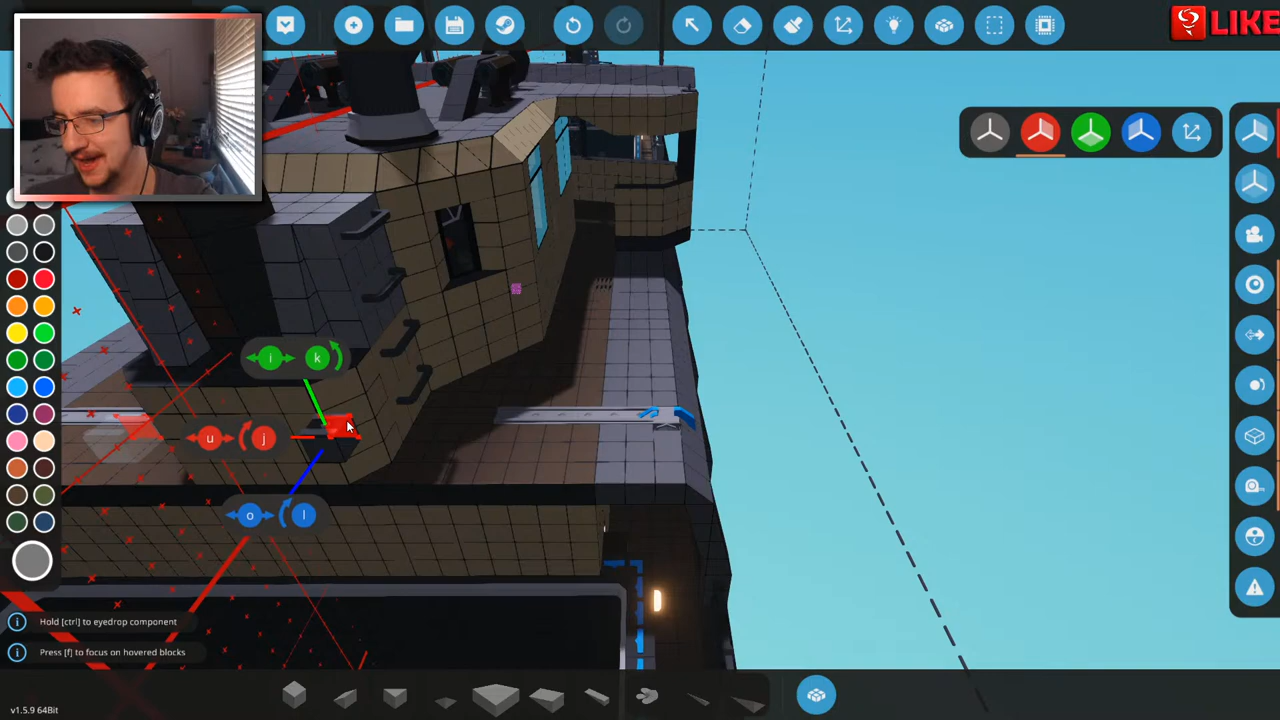 LIKE
i
k
u
j
o
l
Hold [ctrl] to eyedrop component
Press [f] to focus on hovered blocks
v1.5.9 64Bit